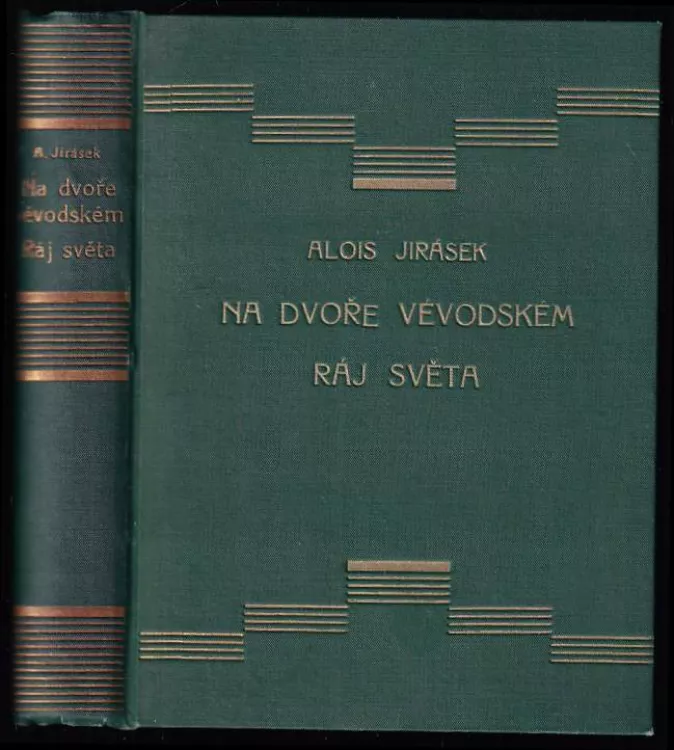 A. Jirásek
Na dvoře
vévodském
Ráj světa
ALOIS JIRÁSEK
NA DVOŘE VÉVODSKÉM
RÁJ SVĚTA